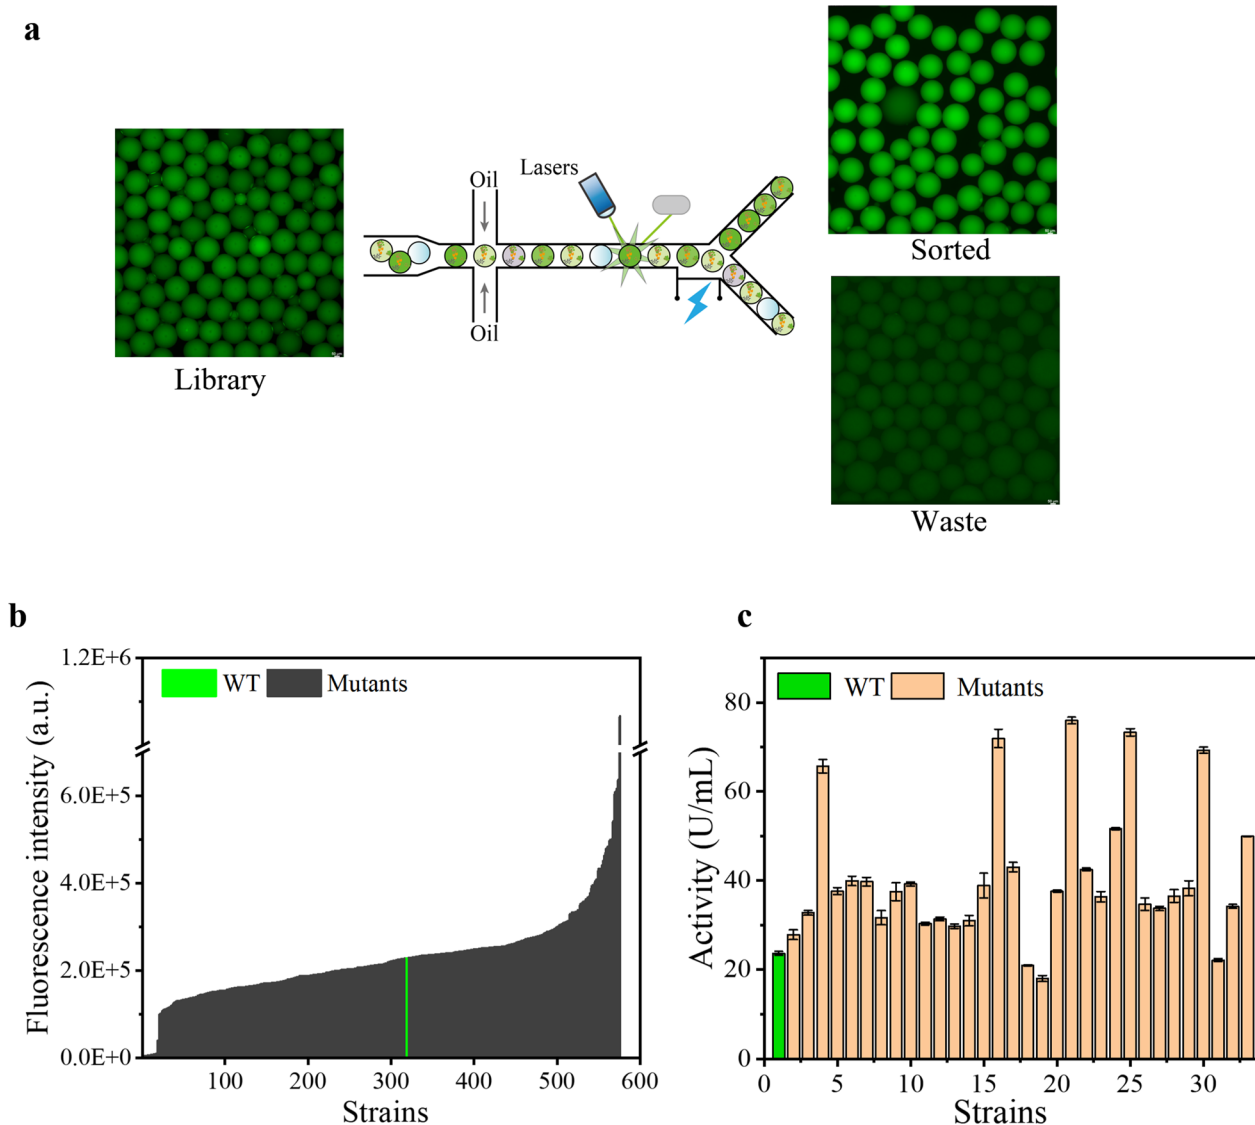 a
Library
Oil
Oil
Lasers
Sorted
Waste
b
WT
Mutants
Fluorescence intensity (a.u.)
1.2E+6
6.0E+5
4.0E+5
2.0E+5
0.0E+0
100 200 300 400 500 600
Strains
c
WT
Mutants
Activity (U/mL)
80
60
40
20
0
0 5 10 15 20 25 30
Strains